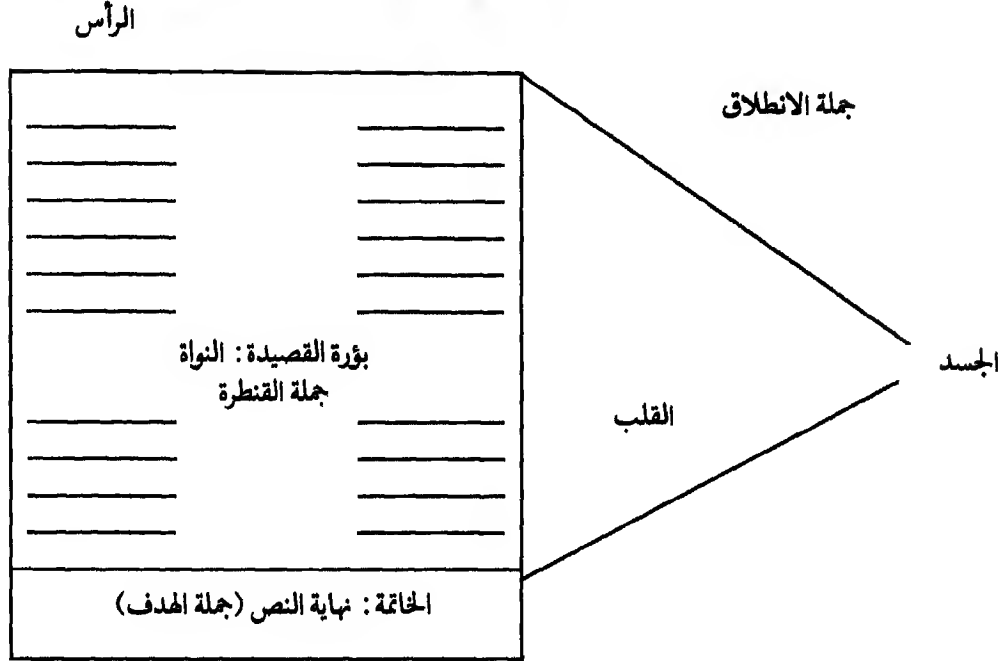 الرأس
جملة الانطلاق
بؤرة القصيدة: النواة
جملة القنطرة
الجسد
القلب
الخاتمة: نهاية النص (جملة الهدف)